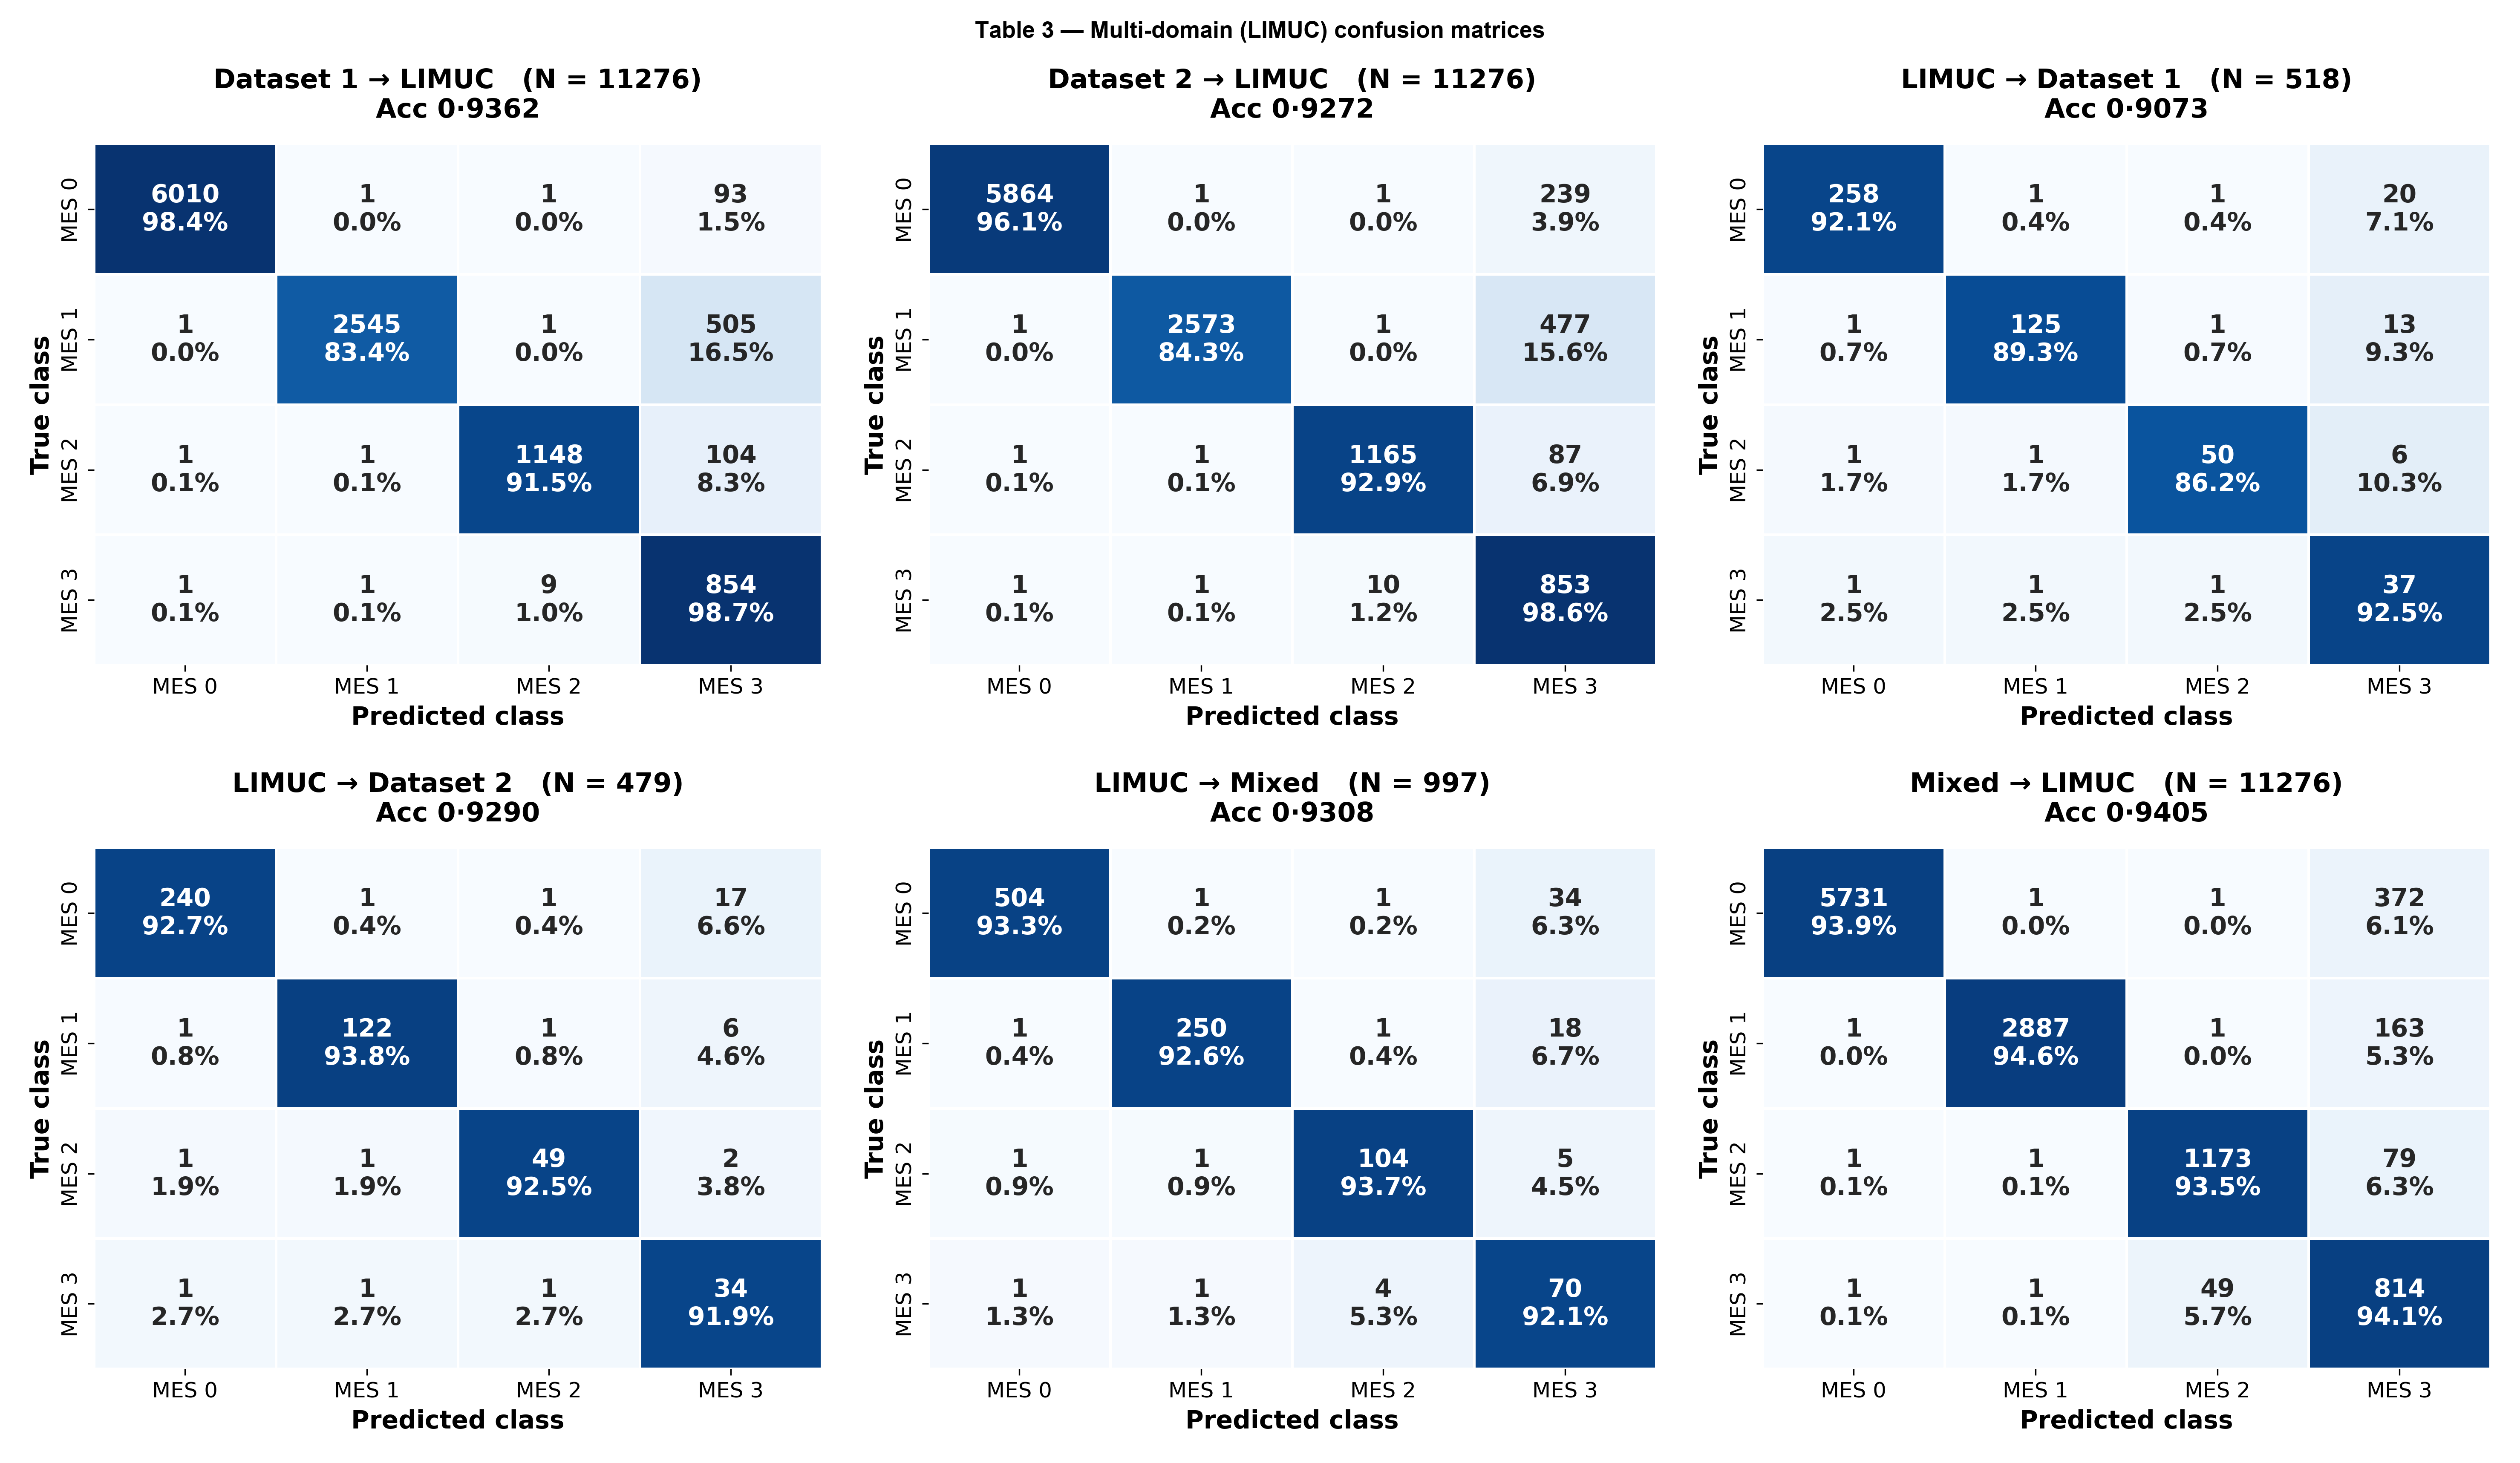 Table 3 — Multi-domain (LIMUC) confusion matrices
Dataset 1 → LIMUC (N = 11276)
Acc 0·9362
True class
MES 0
6010 1 1 93
98.4% 0.0% 0.0% 1.5%
MES 1
1 2545 1 505
0.0% 83.4% 0.0% 16.5%
MES 2
1 1 1148 104
0.1% 0.1% 91.5% 8.3%
MES 3
1 1 9 854
0.1% 0.1% 1.0% 98.7%
MES 0 MES 1 MES 2 MES 3
Predicted class
Dataset 2 → LIMUC (N = 11276)
Acc 0·9272
True class
MES 0
5864 1 1 239
96.1% 0.0% 0.0% 3.9%
MES 1
1 2573 1 477
0.0% 84.3% 0.0% 15.6%
MES 2
1 1 1165 87
0.1% 0.1% 92.9% 6.9%
MES 3
1 1 10 853
0.1% 0.1% 1.2% 98.6%
MES 0 MES 1 MES 2 MES 3
Predicted class
LIMUC → Dataset 1 (N = 518)
Acc 0·9073
True class
MES 0
258 1 1 20
92.1% 0.4% 0.4% 7.1%
MES 1
1 125 1 13
0.7% 89.3% 0.7% 9.3%
MES 2
1 1 50 6
1.7% 1.7% 86.2% 10.3%
MES 3
1 1 1 37
2.5% 2.5% 2.5% 92.5%
MES 0 MES 1 MES 2 MES 3
Predicted class
LIMUC → Dataset 2 (N = 479)
Acc 0·9290
True class
MES 0
240 1 1 17
92.7% 0.4% 0.4% 6.6%
MES 1
1 122 1 6
0.8% 93.8% 0.8% 4.6%
MES 2
1 1 49 2
1.9% 1.9% 92.5% 3.8%
MES 3
1 1 1 34
2.7% 2.7% 2.7% 91.9%
MES 0 MES 1 MES 2 MES 3
Predicted class
LIMUC → Mixed (N = 997)
Acc 0·9308
True class
MES 0
504 1 1 34
93.3% 0.2% 0.2% 6.3%
MES 1
1 250 1 18
0.4% 92.6% 0.4% 6.7%
MES 2
1 1 104 5
0.9% 0.9% 93.7% 4.5%
MES 3
1 1 4 70
1.3% 1.3% 5.3% 92.1%
MES 0 MES 1 MES 2 MES 3
Predicted class
Mixed → LIMUC (N = 11276)
Acc 0·9405
True class
MES 0
5731 1 1 372
93.9% 0.0% 0.0% 6.1%
MES 1
1 2887 1 163
0.0% 94.6% 0.0% 5.3%
MES 2
1 1 1173 79
0.1% 0.1% 93.5% 6.3%
MES 3
1 1 49 814
0.1% 0.1% 5.7% 94.1%
MES 0 MES 1 MES 2 MES 3
Predicted class